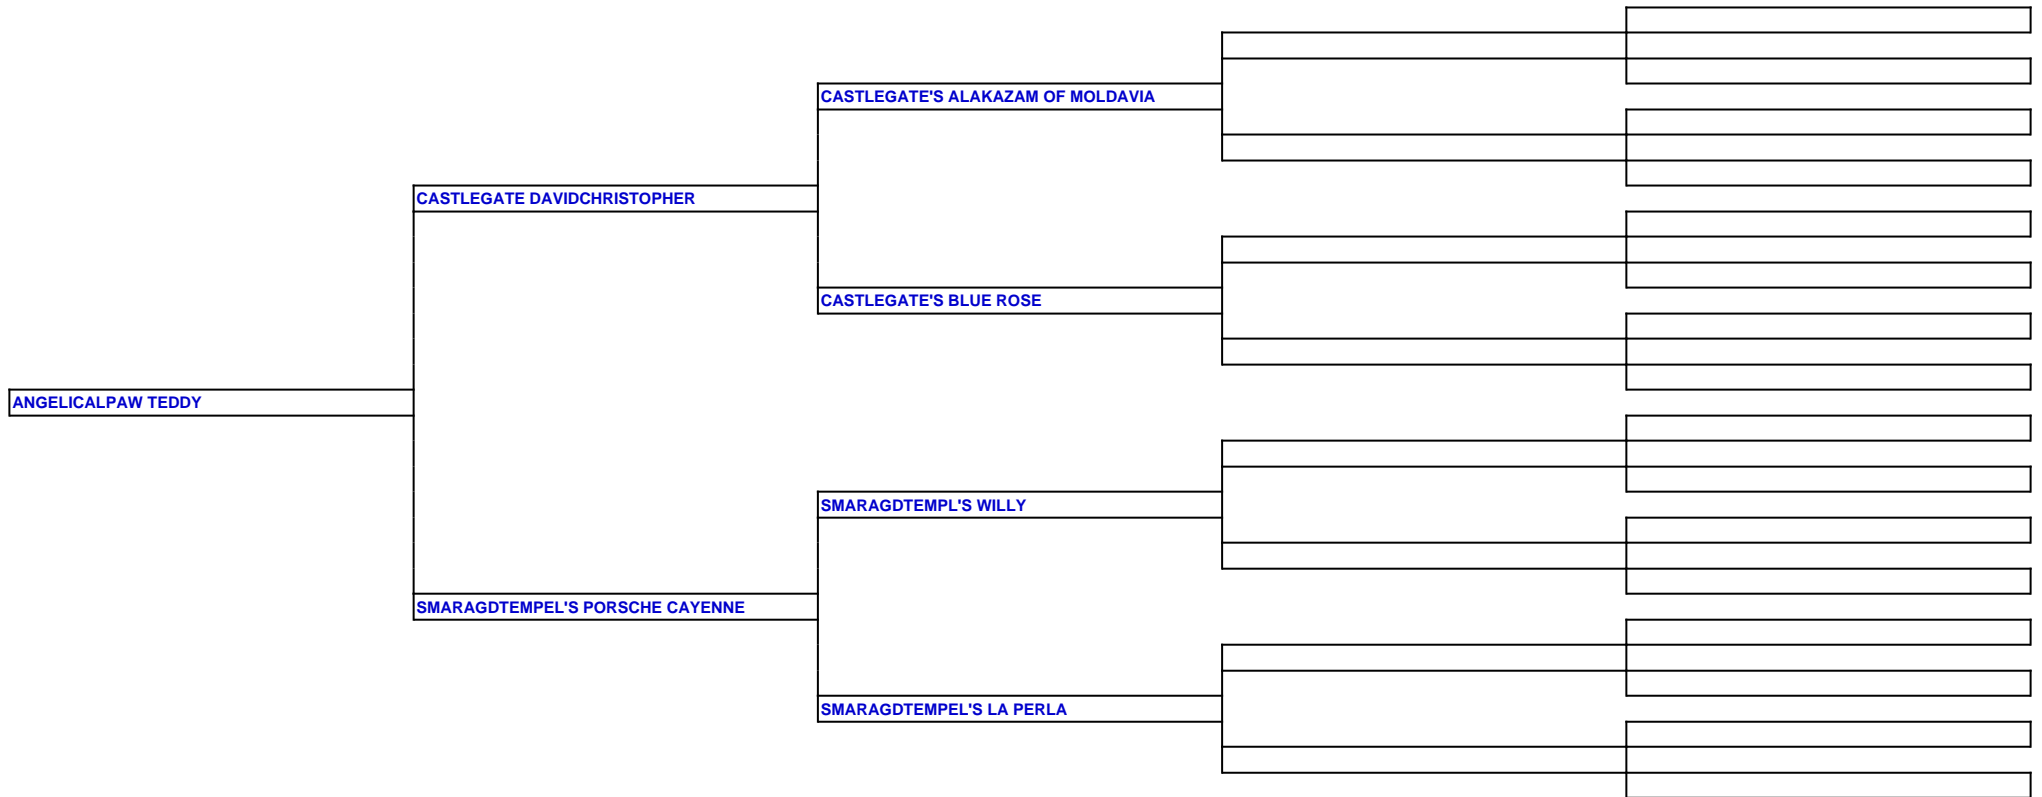 CASTLEGATE'S ALAKAZAM OF MOLDAVIA
CASTLEGATE DAVIDCHRISTOPHER
CASTLEGATE'S BLUE ROSE
ANGELICALPAW TEDDY
SMARAGDTEMPL'S WILLY
SMARAGDTEMPEL'S PORSCHE CAYENNE
SMARAGDTEMPEL'S LA PERLA